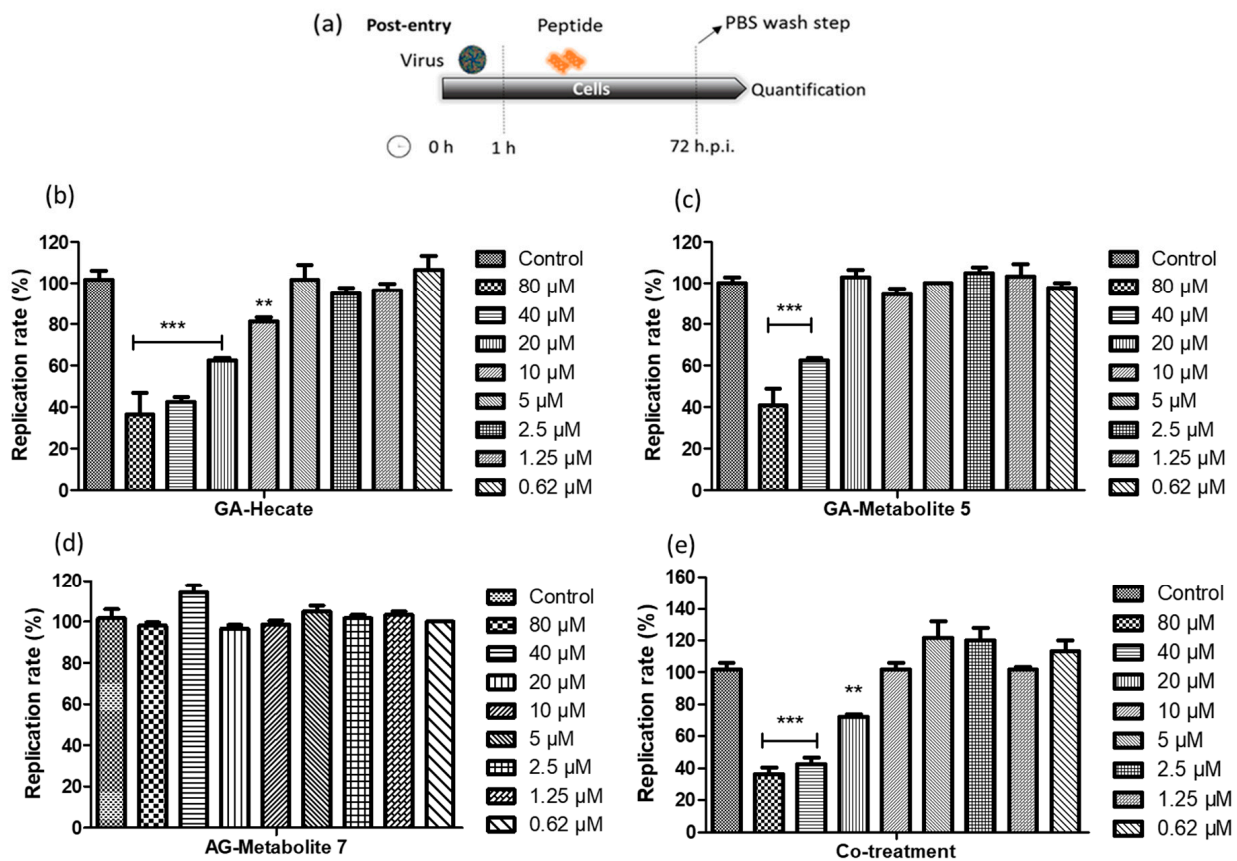 (a)
Post-entry
Peptide
PBS wash step
Virus
Cells
Quantification
0 h
1 h
72 h.p.i.
(b)
Replication rate (%)
120
100
80
60
40
20
0
***
**
GA-Hecate
Control
80 µM
40 µM
20 µM
10 µM
5 µM
2.5 µM
1.25 µM
0.62 µM
(c)
Replication rate (%)
120
100
80
60
40
20
0
***
GA-Metabolite 5
Control
80 µM
40 µM
20 µM
10 µM
5 µM
2.5 µM
1.25 µM
0.62 µM
(d)
Replication rate (%)
120
100
80
60
40
20
0
AG-Metabolite 7
Control
80 µM
40 µM
20 µM
10 µM
5 µM
2.5 µM
1.25 µM
0.62 µM
(e)
Replication rate (%)
160
140
120
100
80
60
40
20
0
***
**
Co-treatment
Control
80 µM
40 µM
20 µM
10 µM
5 µM
2.5 µM
1.25 µM
0.62 µM